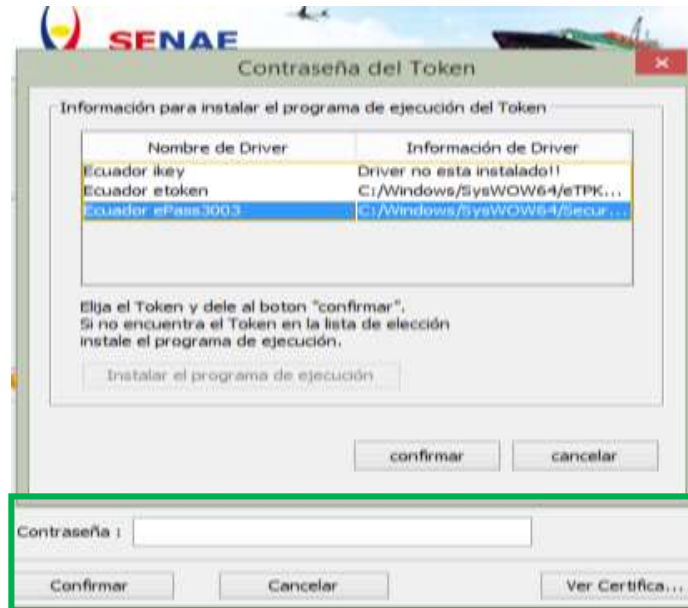 SENAE
Contraseña del Token
Información para instalar el programa de ejecución del Token
Nombre de Driver Información de Driver
Ecuador ikey Driver no esta instalado!!
Ecuador etoken C:/Windows/SysWOW64/eTPK...
Ecuador ePass3003 C:/Windows/SysWOW64/Secur...
Elija el Token y dele al boton "confirmar".
Si no encuentra el Token en la lista de elección
instale el programa de ejecución.
Instalar el programa de ejecución
confirmar cancelar
Contraseña :
Confirmar Cancelar Ver Certifica...